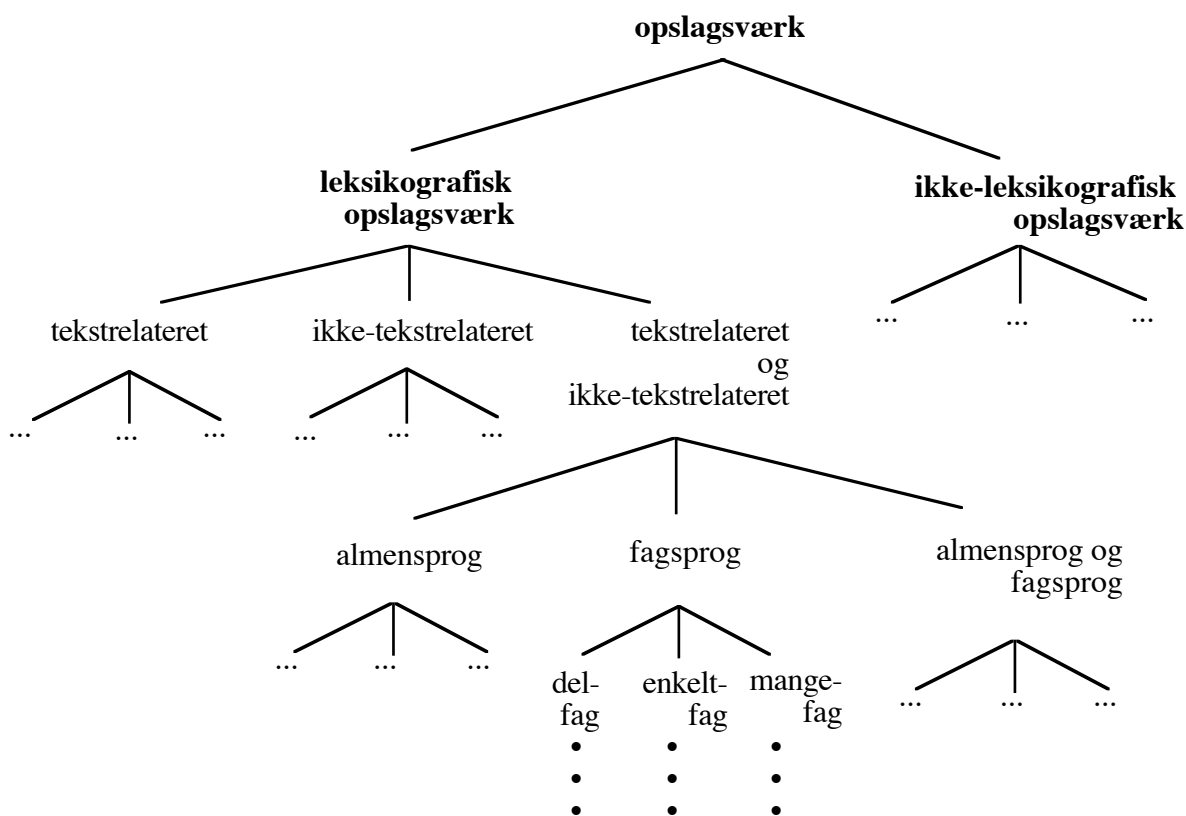 opslagsværk
leksikografisk
opslagsværk
ikke-leksikografisk
opslagsværk
... ... ...
tekstrelateret
ikke-tekstrelateret
tekstrelateret
og
ikke-tekstrelateret
... ... ...
... ... ...
almensprog
fagsprog
almensprog og
fagsprog
... ... ...
del-
fag
enkelt-
fag
mange-
fag
... ... ...